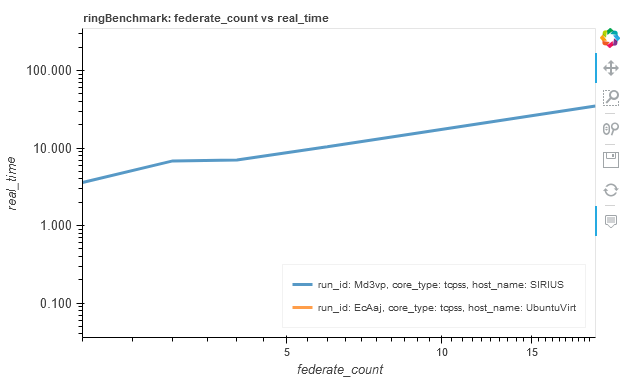 ringBenchmark: federate_count vs real_time
100.000
10.000
1.000
0.100
real_time
run_id: Md3vp, core_type: tcpss, host_name: SIRIUS
run_id: EcAaj, core_type: tcpss, host_name: UbuntuVirt
5
10
15
federate_count